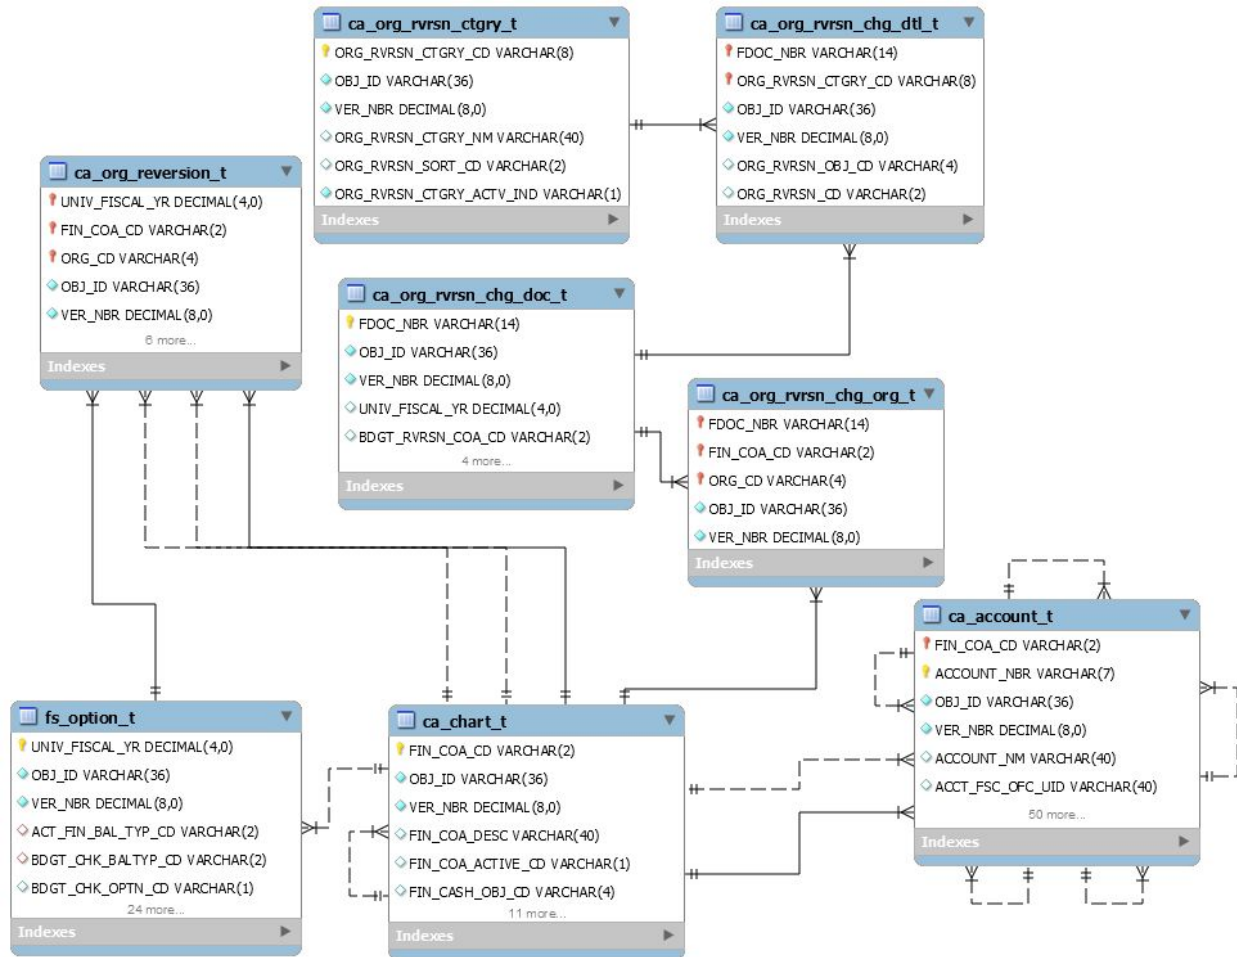 ca_org_rvrsn_ctgry_t
ORG_RVRSN_CTGRY_CD VARCHAR(8)
OBJ_ID VARCHAR(36)
VER_NBR DECIMAL(8,0)
ORG_RVRSN_CTGRY_NM VARCHAR(40)
ORG_RVRSN_SORT_CD VARCHAR(2)
ORG_RVRSN_CTGRY_ACTV_IND VARCHAR(1)
Indexes
ca_org_rvrsn_chg_dtl_t
FDOC_NBR VARCHAR(14)
ORG_RVRSN_CTGRY_CD VARCHAR(8)
OBJ_ID VARCHAR(36)
VER_NBR DECIMAL(8,0)
ORG_RVRSN_OBJ_CD VARCHAR(4)
ORG_RVRSN_CD VARCHAR(2)
Indexes
ca_org_reversion_t
UNIV_FISCAL_YR DECIMAL(4,0)
FIN_COA_CD VARCHAR(2)
ORG_CD VARCHAR(4)
OBJ_ID VARCHAR(36)
VER_NBR DECIMAL(8,0)
6 more...
Indexes
ca_org_rvrsn_chg_doc_t
FDOC_NBR VARCHAR(14)
OBJ_ID VARCHAR(36)
VER_NBR DECIMAL(8,0)
UNIV_FISCAL_YR DECIMAL(4,0)
BDGT_RVRSN_COA_CD VARCHAR(2)
4 more...
Indexes
ca_org_rvrsn_chg_org_t
FDOC_NBR VARCHAR(14)
FIN_COA_CD VARCHAR(2)
ORG_CD VARCHAR(4)
OBJ_ID VARCHAR(36)
VER_NBR DECIMAL(8,0)
Indexes
ca_account_t
FIN_COA_CD VARCHAR(2)
ACCOUNT_NBR VARCHAR(7)
OBJ_ID VARCHAR(36)
VER_NBR DECIMAL(8,0)
ACCOUNT_NM VARCHAR(40)
ACCT_FSC_OFC_UID VARCHAR(40)
50 more...
Indexes
fs_option_t
UNIV_FISCAL_YR DECIMAL(4,0)
OBJ_ID VARCHAR(36)
VER_NBR DECIMAL(8,0)
ACT_FIN_BAL_TYP_CD VARCHAR(2)
BDGT_CHK_BALTYP_CD VARCHAR(2)
BDGT_CHK_OPTN_CD VARCHAR(1)
24 more...
Indexes
ca_chart_t
FIN_COA_CD VARCHAR(2)
OBJ_ID VARCHAR(36)
VER_NBR DECIMAL(8,0)
FIN_COA_DESC VARCHAR(40)
FIN_COA_ACTIVE_CD VARCHAR(1)
FIN_CASH_OBJ_CD VARCHAR(4)
11 more...
Indexes